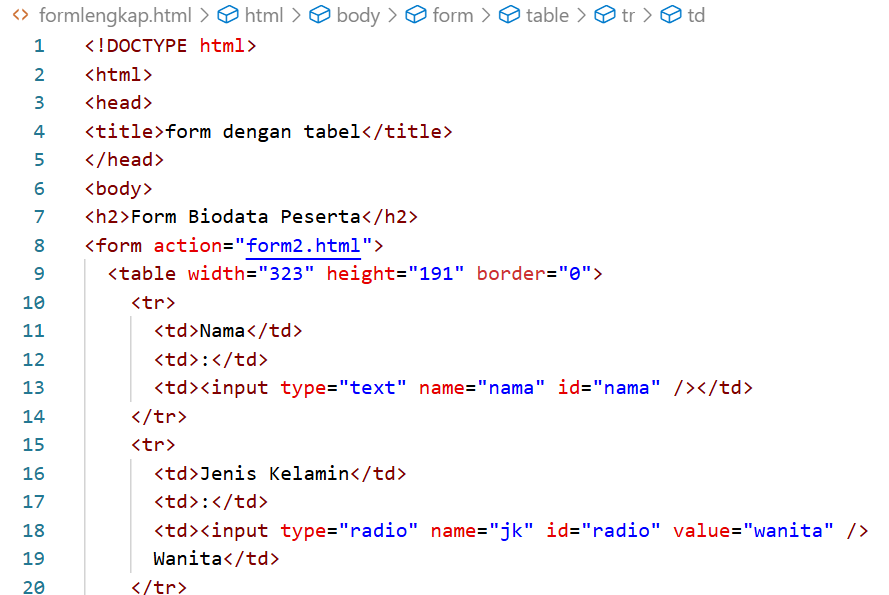 formlengkap.html > html > body > form > table > tr > td
1 <!DOCTYPE html>
2 <html>
3 <head>
4 <title>form dengan tabel</title>
5 </head>
6 <body>
7 <h2>Form Biodata Peserta</h2>
8 <form action="form2.html">
9 <table width="323" height="191" border="0">
10 <tr>
11 <td>Nama</td>
12 <td>:</td>
13 <td><input type="text" name="nama" id="nama" /></td>
14 </tr>
15 <tr>
16 <td>Jenis Kelamin</td>
17 <td>:</td>
18 <td><input type="radio" name="jk" id="radio" value="wanita" />
19 Wanita</td>
20 </tr>